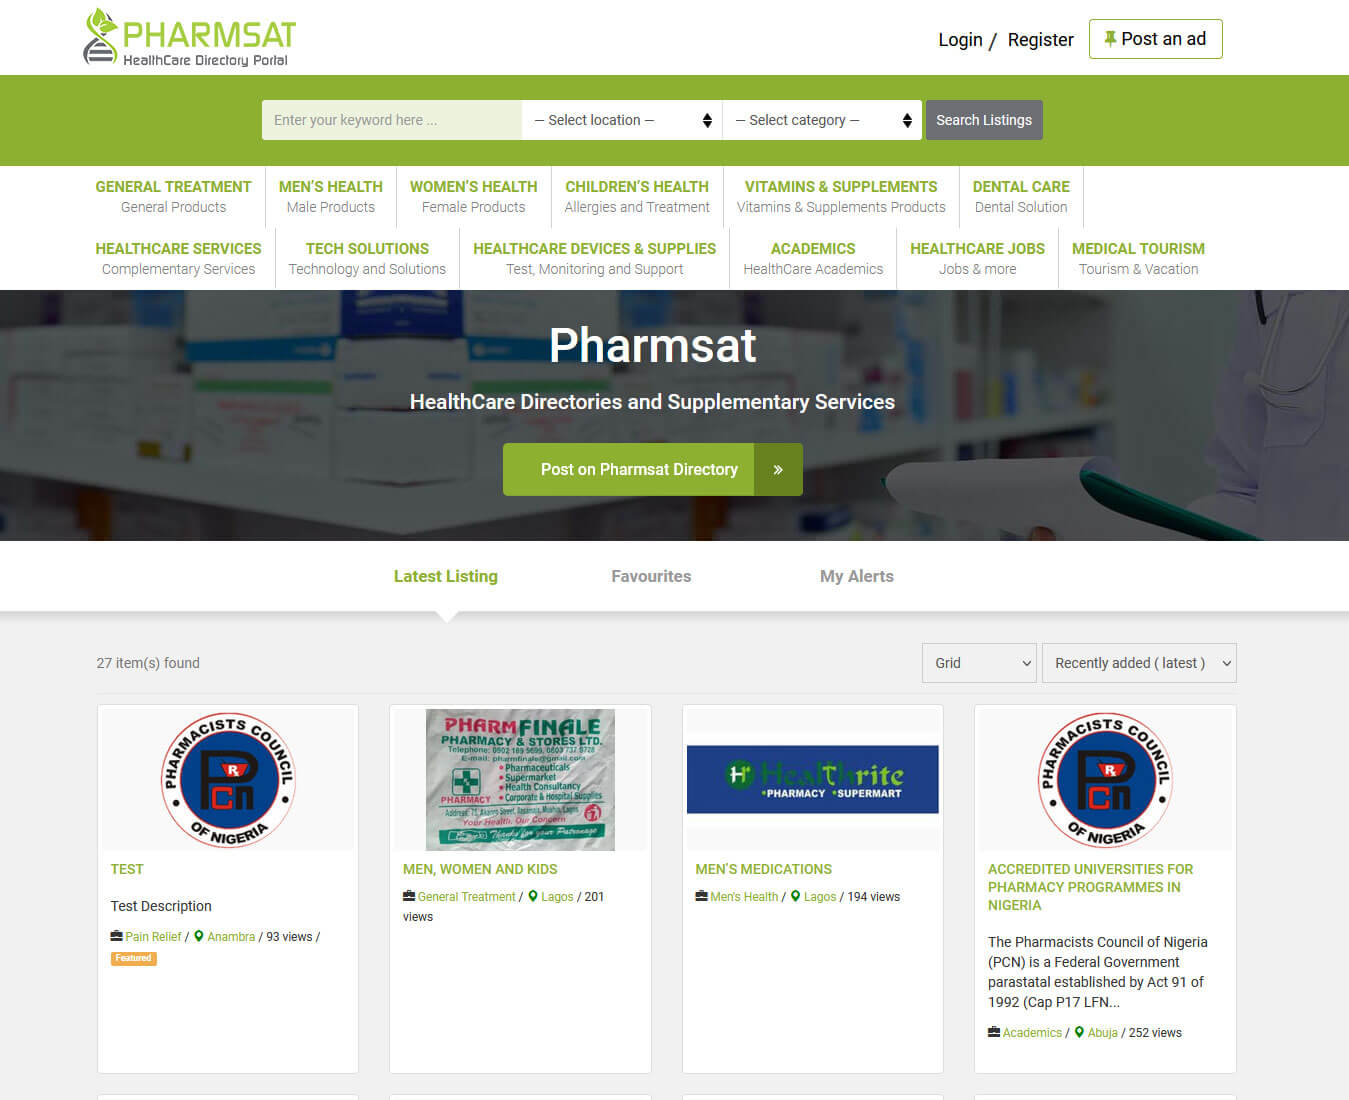 PHARMSAT
HealthCare Directory Portal
Login / Register Post an ad
Enter your keyword here ... — Select location — — Select category — Search Listings
GENERAL TREATMENT
General Products
MEN'S HEALTH
Male Products
WOMEN'S HEALTH
Female Products
CHILDREN'S HEALTH
Allergies and Treatment
VITAMINS & SUPPLEMENTS
Vitamins & Supplements Products
DENTAL CARE
Dental Solution
HEALTHCARE SERVICES
Complementary Services
TECH SOLUTIONS
Technology and Solutions
HEALTHCARE DEVICES & SUPPLIES
Test, Monitoring and Support
ACADEMICS
HealthCare Academics
HEALTHCARE JOBS
Jobs & more
MEDICAL TOURISM
Tourism & Vacation
Pharmsat
HealthCare Directories and Supplementary Services
Post on Pharmsat Directory »
Latest Listing Favourites My Alerts
27 item(s) found Grid Recently added ( latest )
PHARMACISTS COUNCIL
PCN
Rx
OF NIGERIA
TEST
Test Description
Pain Relief / Anambra / 93 views /
Featured
PHARMFINALE
PHARMACY & STORES LTD.
Telephone: 0802 189 5699, 0803 737 8728
E-mail: pharmfinale@gmail.com
• Pharmaceuticals
• Supermarket
• Health Consultancy
PHARMACY • Corporate & Hospital Supplies
Your Health, Our Concern
Thanks for your Patronage
MEN, WOMEN AND KIDS
General Treatment / Lagos / 201
views
H Healthrite
•PHARMACY •SUPERMART
MEN'S MEDICATIONS
Men's Health / Lagos / 194 views
PHARMACISTS COUNCIL
PCN
Rx
OF NIGERIA
ACCREDITED UNIVERSITIES FOR
PHARMACY PROGRAMMES IN
NIGERIA
The Pharmacists Council of Nigeria
(PCN) is a Federal Government
parastatal established by Act 91 of
1992 (Cap P17 LFN...
Academics / Abuja / 252 views